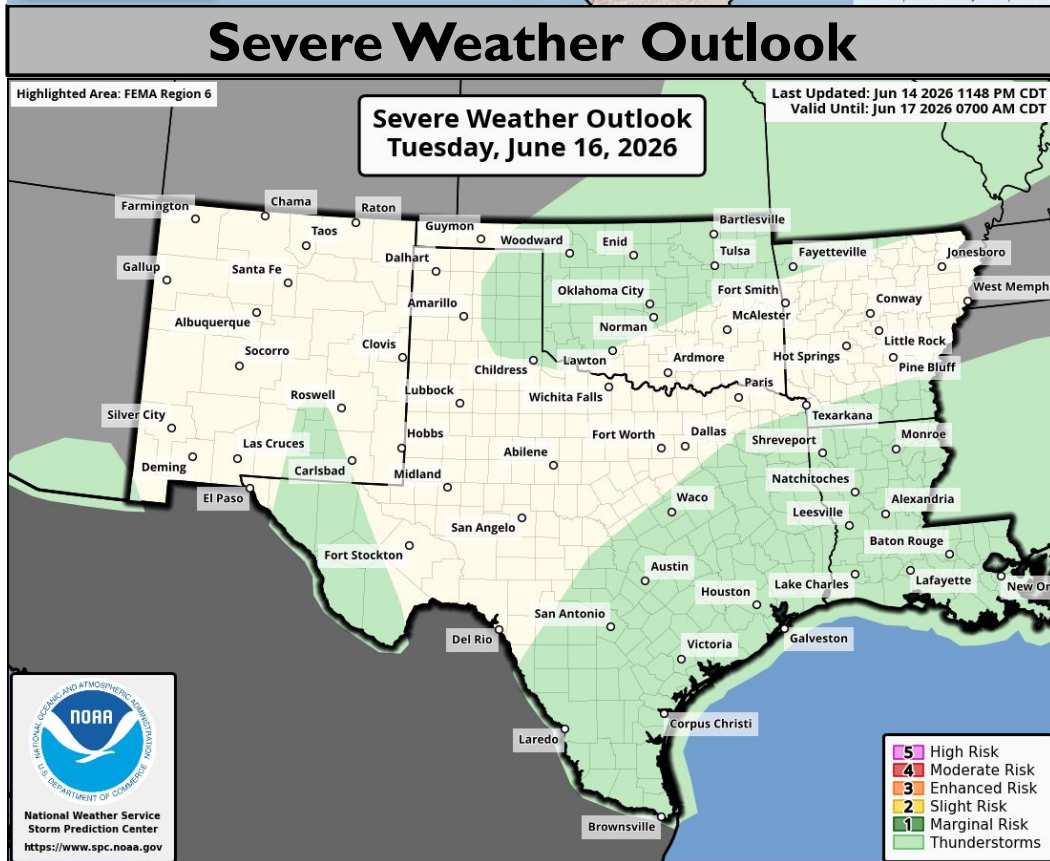 Severe Weather Outlook
Highlighted Area: FEMA Region 6
Last Updated: Jun 14 2026 1148 PM CDT
Valid Until: Jun 17 2026 0700 AM CDT
Severe Weather Outlook
Tuesday, June 16, 2026
Farmington
Chama
Raton
Taos
Guymon
Woodward
Enid
Bartlesville
Tulsa
Fayetteville
Jonesboro
Gallup
Santa Fe
Dalhart
Oklahoma City
Fort Smith
West Memph
Albuquerque
Amarillo
Norman
McAlester
Conway
Socorro
Clovis
Childress
Lawton
Ardmore
Hot Springs
Little Rock
Pine Bluff
Roswell
Lubbock
Wichita Falls
Paris
Texarkana
Silver City
Las Cruces
Hobbs
Fort Worth
Dallas
Shreveport
Monroe
Deming
Carlsbad
Midland
Abilene
Natchitoches
El Paso
San Angelo
Waco
Leesville
Alexandria
Fort Stockton
Baton Rouge
Austin
Houston
Lake Charles
Lafayette
New Or
Del Rio
San Antonio
Victoria
Galveston
Laredo
Corpus Christi
Brownsville
NATIONAL OCEANIC AND ATMOSPHERIC ADMINISTRATION
NOAA
U.S. DEPARTMENT OF COMMERCE
National Weather Service
Storm Prediction Center
https://www.spc.noaa.gov
5 High Risk
4 Moderate Risk
3 Enhanced Risk
2 Slight Risk
1 Marginal Risk
Thunderstorms